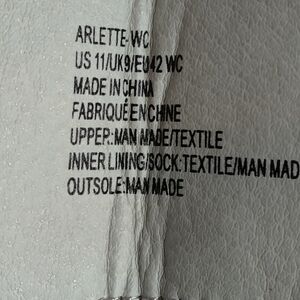 ARLETTE-WC
US 11/UK9/EU42 WC
MADE IN CHINA
FABRIQUÉ EN CHINE
UPPER:MAN MADE/TEXTILE
INNER LINING/SOCK:TEXTILE/MAN MAD
OUTSOLE:MAN MADE